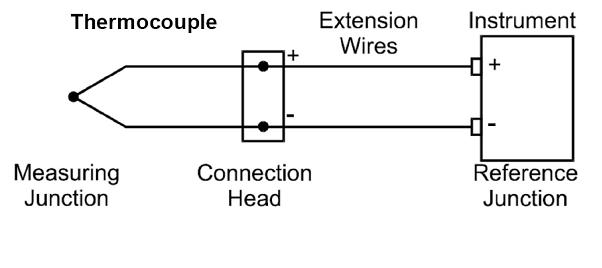 Thermocouple
Extension
Wires
Instrument
+
-
+
-
Measuring
Junction
Connection
Head
Reference
Junction